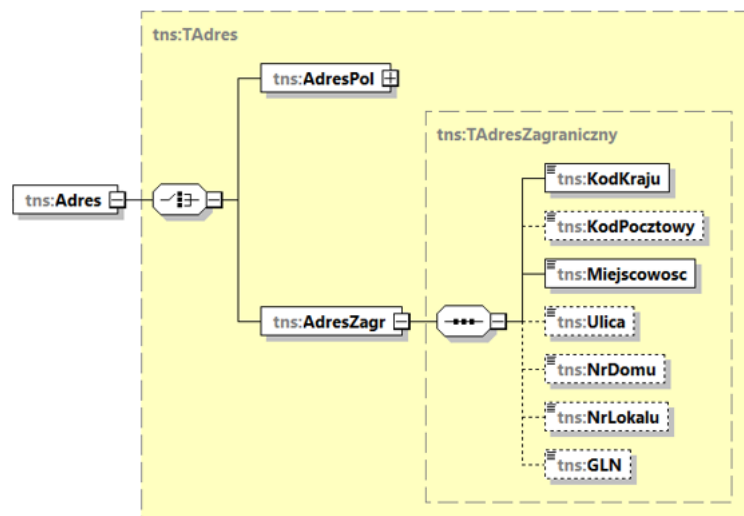 tns:TAdres
tns:AdresPol
tns:TAdresZagraniczny
tns:KodKraju
tns:Adres
tns:KodPocztowy
tns:Miejscowosc
tns:AdresZagr
tns:Ulica
tns:NrDomu
tns:NrLokalu
tns:GLN